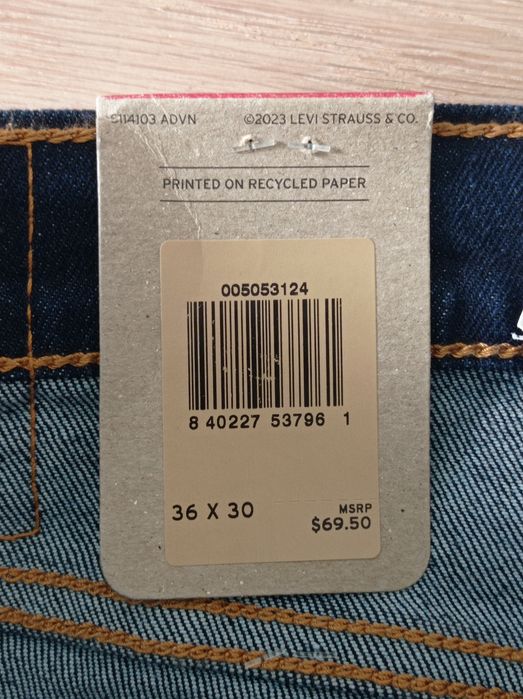 S114103 ADVN ©2023 LEVI STRAUSS & CO.
PRINTED ON RECYCLED PAPER
005053124
8 40227 53796 1
36 X 30
MSRP
$69.50